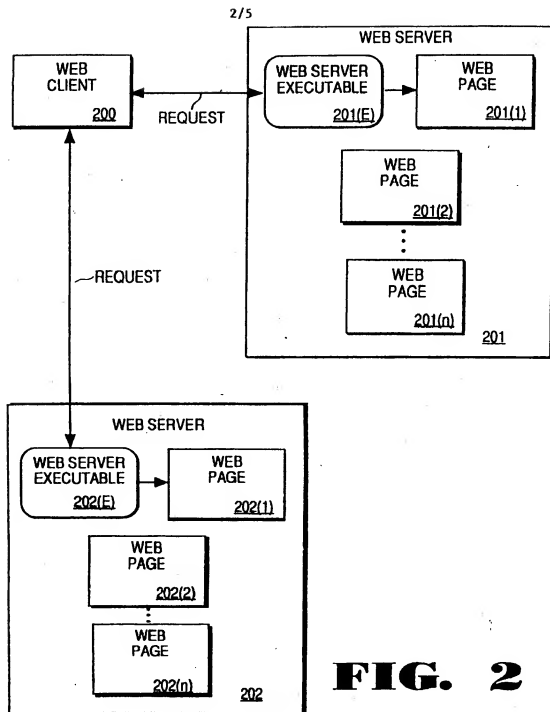 2/5
WEB SERVER
WEB
CLIENT
200
REQUEST
WEB SERVER
EXECUTABLE
201(E)
WEB
PAGE
201(1)
WEB
PAGE
201(2)
WEB
PAGE
201(n)
201
REQUEST
WEB SERVER
WEB SERVER
EXECUTABLE
202(E)
WEB
PAGE
202(1)
WEB
PAGE
202(2)
WEB
PAGE
202(n)
202
FIG. 2